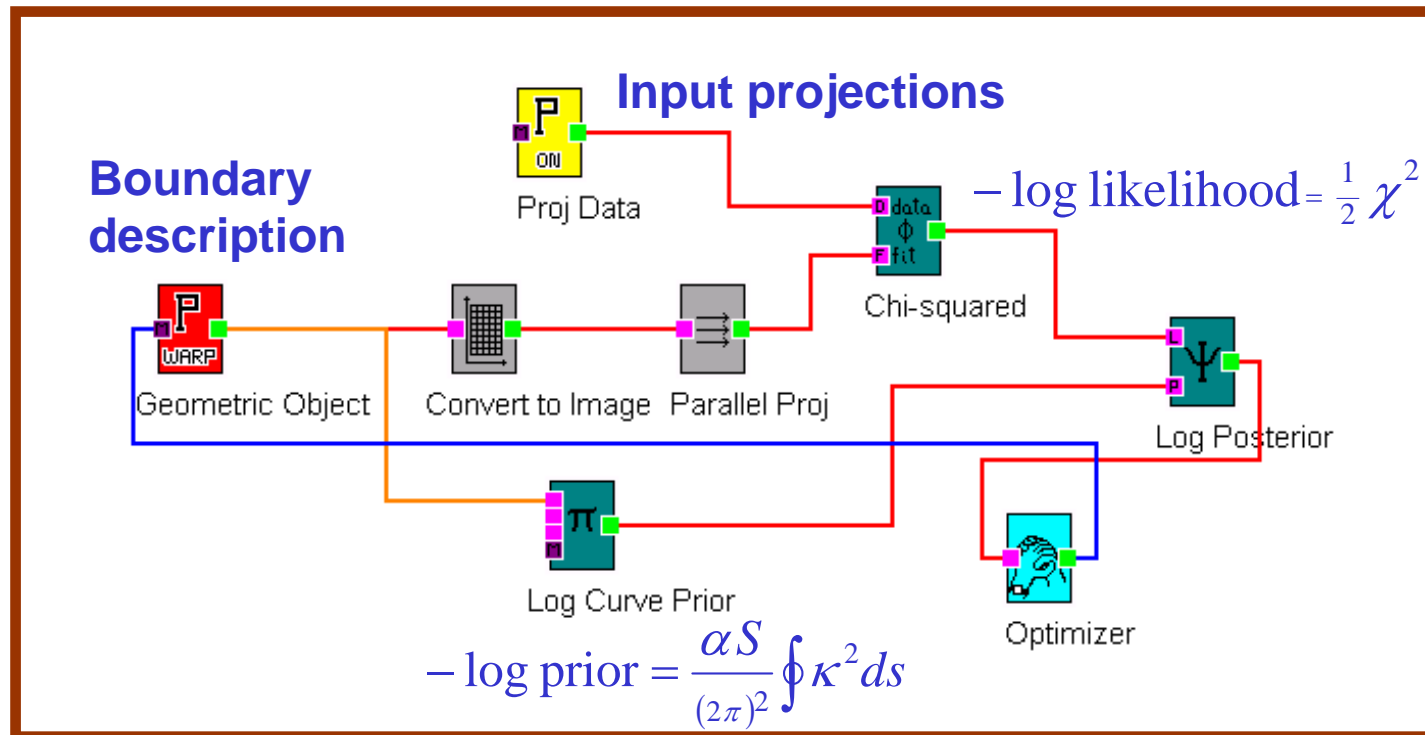 Input projections
P
M
ON
Proj Data
Boundary
description
D data
Φ
F fit
Chi-squared
− log likelihood = 1/2 χ²
P
M
WARP
Geometric Object
Convert to Image
Parallel Proj
L
Ψ
P
Log Posterior
π
M
Log Curve Prior
Optimizer
− log prior = αS/(2π)² ∮ κ² ds